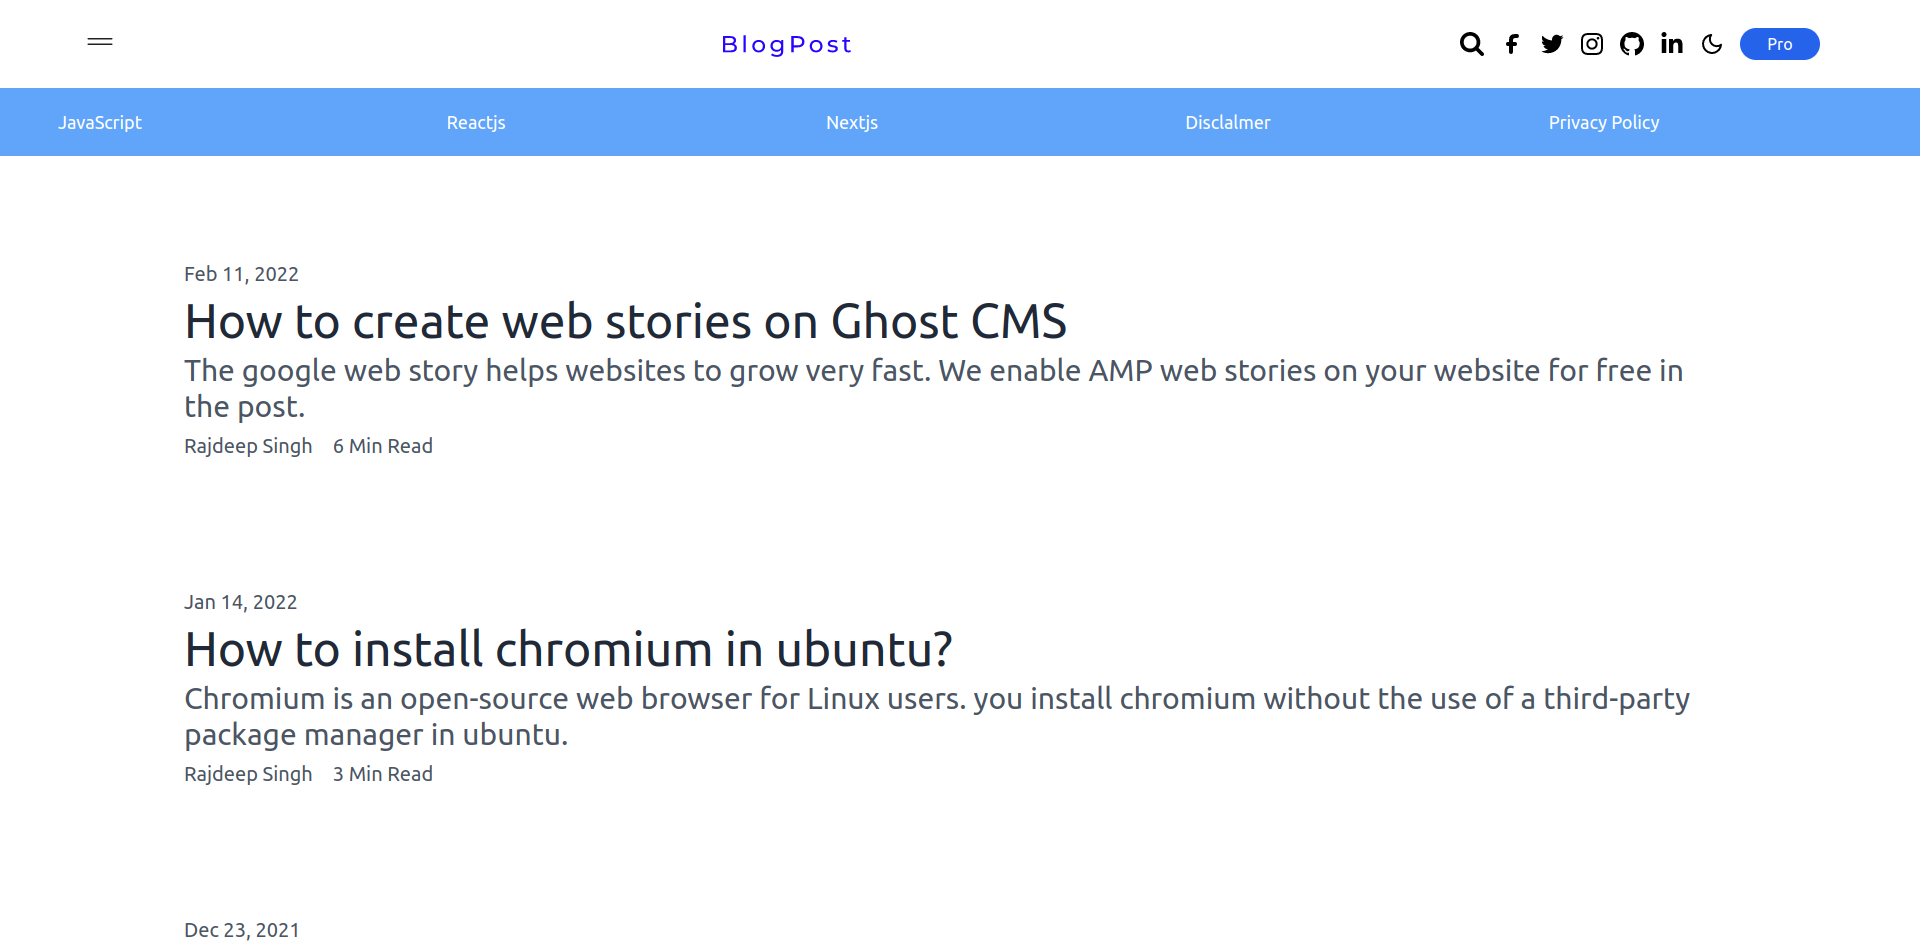 BlogPost
Pro
JavaScript
Reactjs
Nextjs
Disclalmer
Privacy Policy
Feb 11, 2022
How to create web stories on Ghost CMS
The google web story helps websites to grow very fast. We enable AMP web stories on your website for free in
the post.
Rajdeep Singh 6 Min Read
Jan 14, 2022
How to install chromium in ubuntu?
Chromium is an open-source web browser for Linux users. you install chromium without the use of a third-party
package manager in ubuntu.
Rajdeep Singh 3 Min Read
Dec 23, 2021